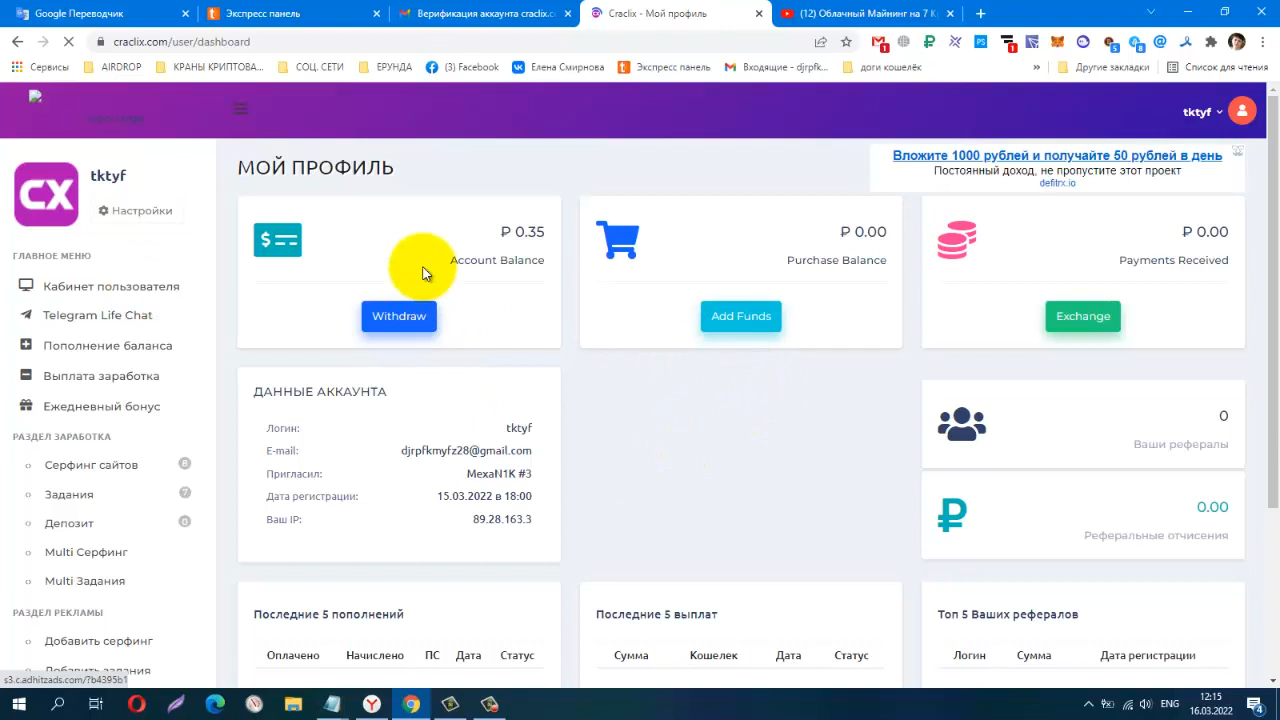 Google Переводчик
Экспресс панель
Верификация аккаунта craclix.c
Craclix - Мой профиль
(12) Облачный Майнинг на 7 К
craclix.com/user/dashboard
Сервисы
AIRDROP
КРАНЫ КРИПТОВА...
СОЦ. СЕТИ
ЕРУНДА
(3) Facebook
Елена Смирнова
Экспресс панель
Входящие - djrpfk...
доги кошелёк
»
Другие закладки
Список для чтения
tktyf
tktyf
Настройки
ГЛАВНОЕ МЕНЮ
Кабинет пользователя
Telegram Life Chat
Пополнение баланса
Выплата заработка
Ежедневный бонус
РАЗДЕЛ ЗАРАБОТКА
Серфинг сайтов 8
Задания 7
Депозит 0
Multi Серфинг
Multi Задания
РАЗДЕЛ РЕКЛАМЫ
Добавить серфинг
Добавить задания
s3.c.adhitzads.com/?b4395b1
МОЙ ПРОФИЛЬ
Вложите 1000 рублей и получайте 50 рублей в день
Постоянный доход, не пропустите этот проект
defitrx.io
₽ 0.35
Account Balance
Withdraw
₽ 0.00
Purchase Balance
Add Funds
₽ 0.00
Payments Received
Exchange
ДАННЫЕ АККАУНТА
Логин: tktyf
E-mail: djrpfkmyfz28@gmail.com
Пригласил: MexaN1K #3
Дата регистрации: 15.03.2022 в 18:00
Ваш IP: 89.28.163.3
0
Ваши рефералы
0.00
Реферальные отчисения
Последние 5 пополнений
Оплачено Начислено ПС Дата Статус
Последние 5 выплат
Сумма Кошелек Дата Статус
Топ 5 Ваших рефералов
Логин Сумма Дата регистрации
ENG
12:15
16.03.2022
4